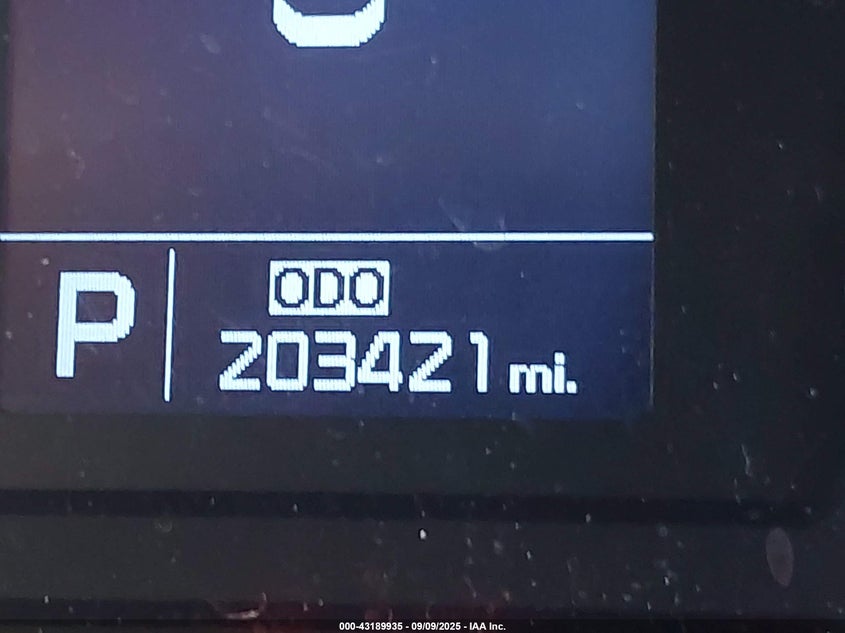 P
ODO
203421 mi.
000-43189935 - 09/09/2025 - IAA Inc.